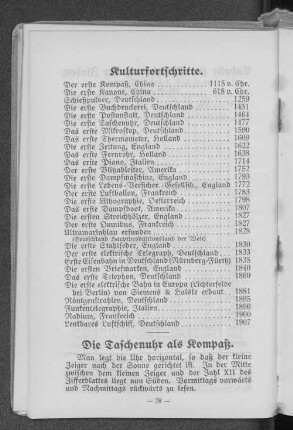 Kulturfortschritte.
Der erste Kompaß, China . . . . 1115 v. Chr.
Die erste Kanone, China . . . . 618 v. Chr.
Schießpulver, Deutschland . . . . 1259
Die erste Buchdruckerei, Deutschland . . . . 1451
Die erste Postanstalt, Deutschland . . . . 1464
Die erste Taschenuhr, Deutschland . . . . 1477
Das erste Mikroskop, Deutschland . . . . 1590
Das erste Thermometer, Holland . . . . 1609
Die erste Zeitung, England . . . . 1622
Das erste Fernrohr, Holland . . . . 1638
Das erste Piano, Italien . . . . 1714
Der erste Blitzableiter, Amerika . . . . 1752
Die erste Dampfmaschine, England . . . . 1793
Die erste Lebens-Versicher. Gesellsch., England 1772
Der erste Luftballon, Frankreich . . . . 1783
Die erste Lithographie, Österreich . . . . 1796
Das erste Dampfboot, Amerika . . . . 1807
Die ersten Streichhölzer, England . . . . 1827
Der erste Omnibus, Frankreich . . . . 1827
Ultramarinblau erfunden . . . . 1828
(Deutschland Hauptproduktionsland der Welt)
Die erste Stahlfeder, England . . . . 1830
Der erste elektrische Telegraph, Deutschland . 1833
Erste Eisenbahn in Deutschland (Nürnberg-Fürth) 1835
Die ersten Briefmarken, England . . . . 1840
Das erste Telephon, Deutschland . . . . 1860
Die erste elektrische Bahn in Europa (Lichterfelde
bei Berlin) von Siemens & Halske erbaut . 1881
Röntgenstrahlen, Deutschland . . . . 1895
Funkentelegraphie, Italien . . . . 1896
Radium, Frankreich . . . . 1900
Lenkbares Luftschiff, Deutschland . . . . 1907
Die Taschenuhr als Kompaß.
Man legt die Uhr horizontal, so daß der kleine
Zeiger nach der Sonne gerichtet ist. In der Mitte
zwischen dem kleinen Zeiger und der Zahl XII des
Zifferblattes liegt nun Süden. Vormittags vorwärts
und Nachmittags rückwärts zu lesen.
— 78 —